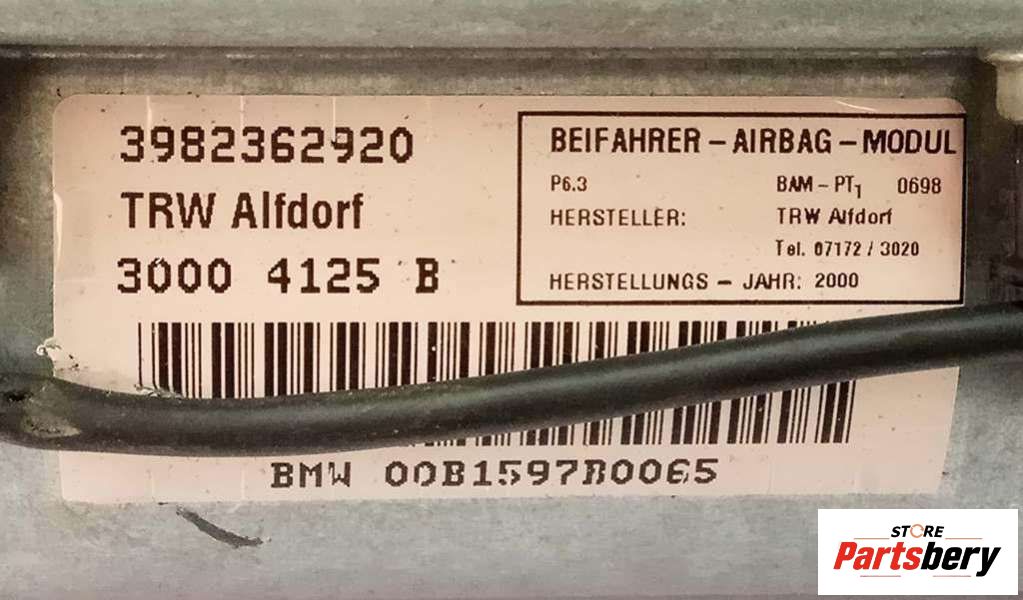 3982362920
TRW Alfdorf
3000 4125 B
BEIFAHRER - AIRBAG - MODUL
P6.3 BAM - PT1 0698
HERSTELLER: TRW Alfdorf
Tel. 07172 / 3020
HERSTELLUNGS - JAHR: 2000
BMW 00B1597B0065
STORE
Partsbery